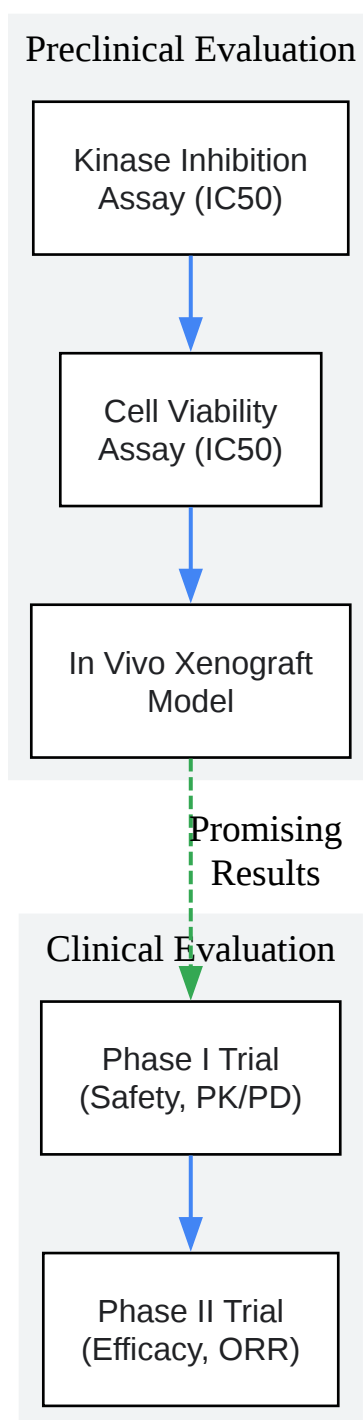 Preclinical Evaluation
Kinase Inhibition
Assay (IC50)
Cell Viability
Assay (IC50)
In Vivo Xenograft
Model
Promising
Results
Clinical Evaluation
Phase I Trial
(Safety, PK/PD)
Phase II Trial
(Efficacy, ORR)